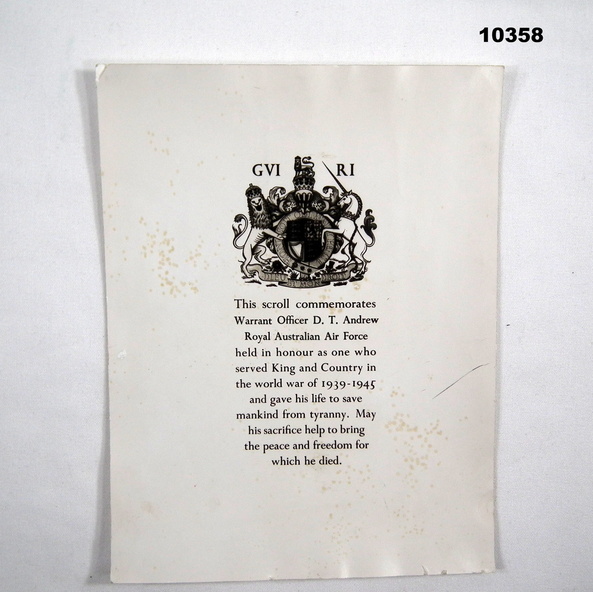 10358
GVI RI
This scroll commemorates
Warrant Officer D. T. Andrew
Royal Australian Air Force
held in honour as one who
served King and Country in
the world war of 1939-1945
and gave his life to save
mankind from tyranny. May
his sacrifice help to bring
the peace and freedom for
which he died.